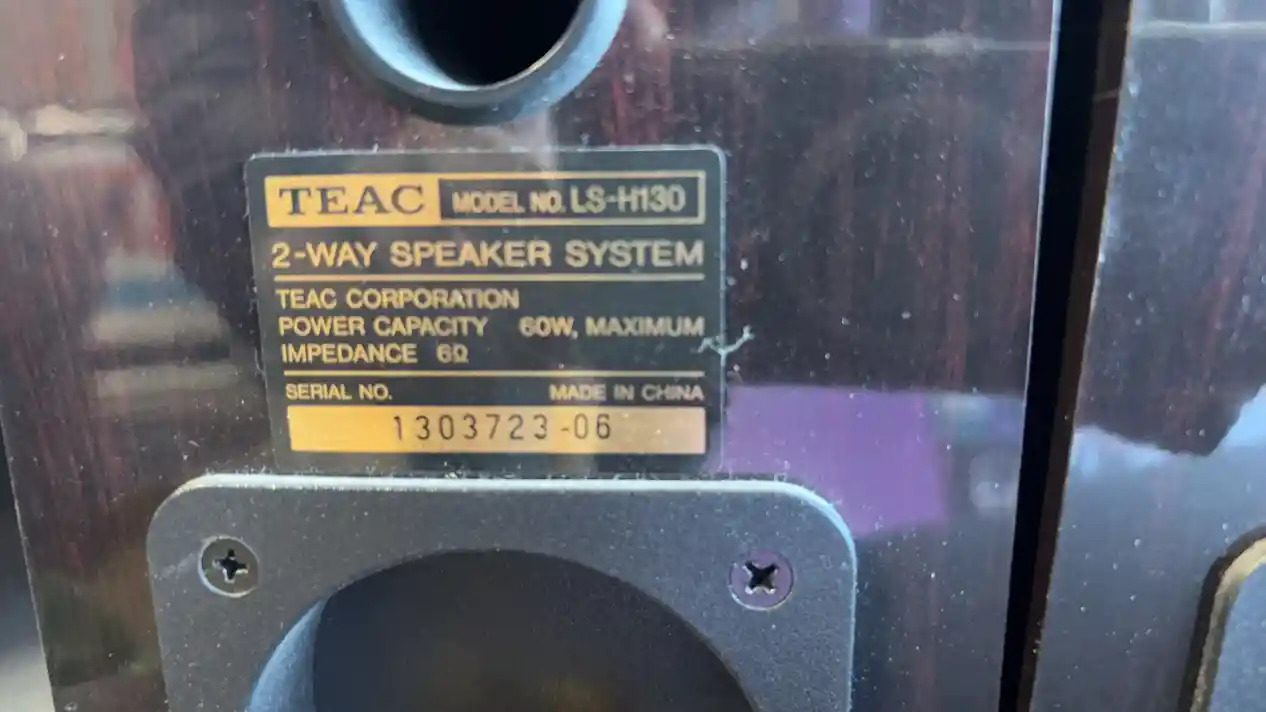 TEAC MODEL NO. LS-H130
2-WAY SPEAKER SYSTEM
TEAC CORPORATION
POWER CAPACITY 60W, MAXIMUM
IMPEDANCE 6Ω
SERIAL NO. MADE IN CHINA
1303723-06